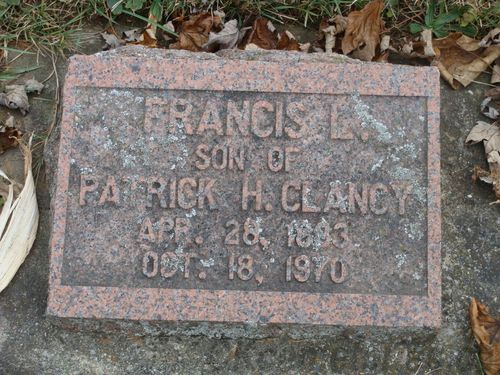 FRANCIS L.
SON OF
PATRICK H. CLANCY
APR. 28, 1893
OCT. 18, 1970